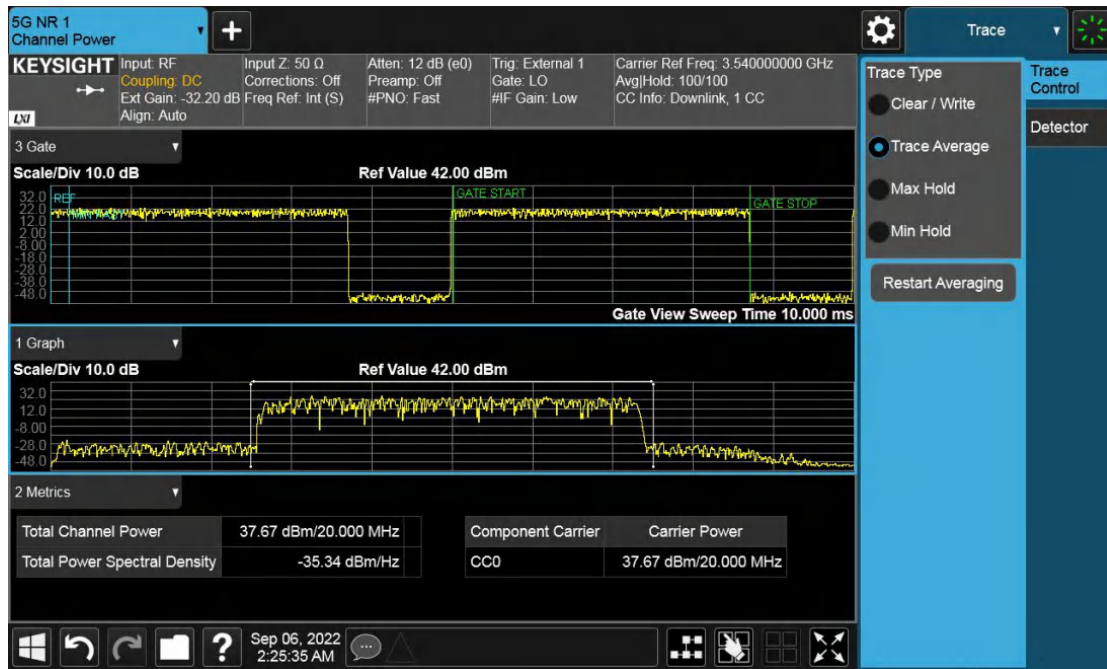 5G NR 1
Channel Power
+
Trace
KEYSIGHT
LXI
Input: RF
Coupling: DC
Ext Gain: -32.20 dB
Align: Auto
Input Z: 50 Ω
Corrections: Off
Freq Ref: Int (S)
Atten: 12 dB (e0)
Preamp: Off
#PNO: Fast
Trig: External 1
Gate: LO
#IF Gain: Low
Carrier Ref Freq: 3.540000000 GHz
Avg|Hold: 100/100
CC Info: Downlink, 1 CC
3 Gate
Scale/Div 10.0 dB
Ref Value 42.00 dBm
32.0
22.0
12.0
2.00
-8.00
-18.0
-28.0
-38.0
-48.0
REF
MIN FAST
GATE START
GATE STOP
Gate View Sweep Time 10.000 ms
1 Graph
Scale/Div 10.0 dB
Ref Value 42.00 dBm
32.0
12.0
-8.00
-28.0
-48.0
2 Metrics
Total Channel Power 37.67 dBm/20.000 MHz
Total Power Spectral Density -35.34 dBm/Hz
Component Carrier Carrier Power
CC0 37.67 dBm/20.000 MHz
Trace Type
Clear / Write
Trace Average
Max Hold
Min Hold
Restart Averaging
Trace
Control
Detector
?
Sep 06, 2022
2:25:35 AM